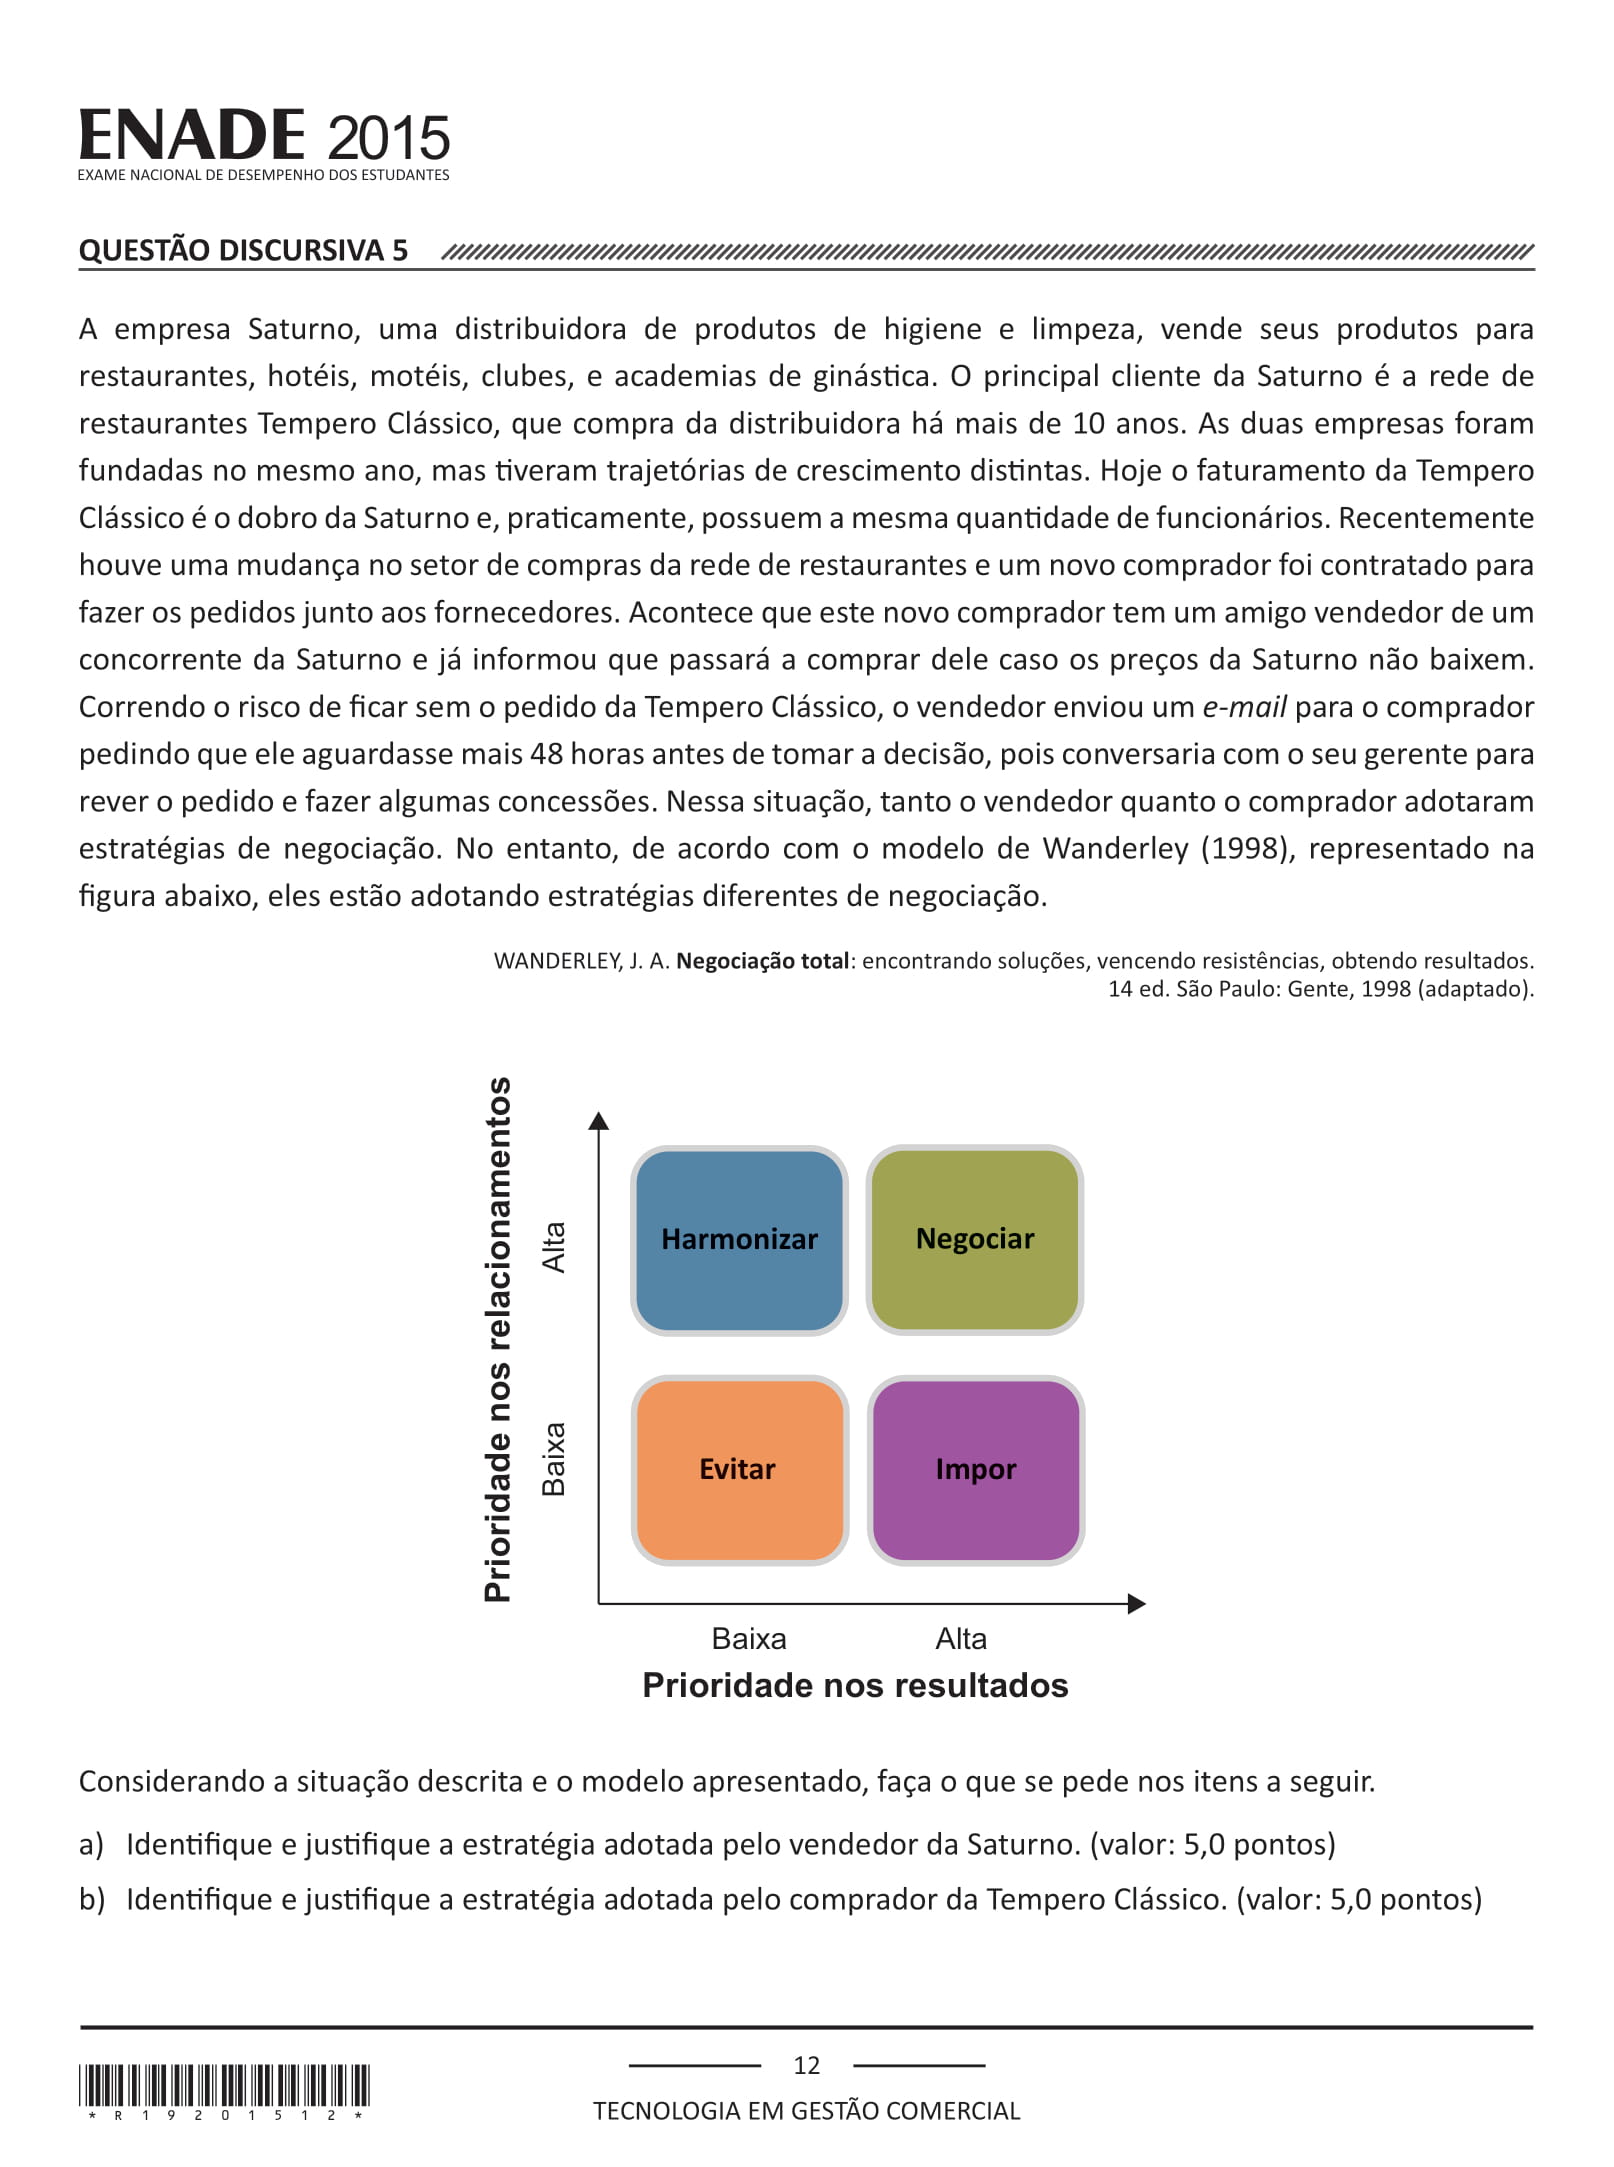 ENADE 2015
EXAME NACIONAL DE DESEMPENHO DOS ESTUDANTES
QUESTÃO DISCURSIVA 5
A empresa Saturno, uma distribuidora de produtos de higiene e limpeza, vende seus produtos para
restaurantes, hotéis, motéis, clubes, e academias de ginástica. O principal cliente da Saturno é a rede de
restaurantes Tempero Clássico, que compra da distribuidora há mais de 10 anos. As duas empresas foram
fundadas no mesmo ano, mas tiveram trajetórias de crescimento distintas. Hoje o faturamento da Tempero
Clássico é o dobro da Saturno e, praticamente, possuem a mesma quantidade de funcionários. Recentemente
houve uma mudança no setor de compras da rede de restaurantes e um novo comprador foi contratado para
fazer os pedidos junto aos fornecedores. Acontece que este novo comprador tem um amigo vendedor de um
concorrente da Saturno e já informou que passará a comprar dele caso os preços da Saturno não baixem.
Correndo o risco de ficar sem o pedido da Tempero Clássico, o vendedor enviou um e-mail para o comprador
pedindo que ele aguardasse mais 48 horas antes de tomar a decisão, pois conversaria com o seu gerente para
rever o pedido e fazer algumas concessões. Nessa situação, tanto o vendedor quanto o comprador adotaram
estratégias de negociação. No entanto, de acordo com o modelo de Wanderley (1998), representado na
figura abaixo, eles estão adotando estratégias diferentes de negociação.
WANDERLEY, J. A. Negociação total: encontrando soluções, vencendo resistências, obtendo resultados.
14 ed. São Paulo: Gente, 1998 (adaptado).
Prioridade nos relacionamentos
Alta
Harmonizar
Negociar
Baixa
Evitar
Impor
Baixa
Alta
Prioridade nos resultados
Considerando a situação descrita e o modelo apresentado, faça o que se pede nos itens a seguir.
a) Identifique e justifique a estratégia adotada pelo vendedor da Saturno. (valor: 5,0 pontos)
b) Identifique e justifique a estratégia adotada pelo comprador da Tempero Clássico. (valor: 5,0 pontos)
*R19201512*
12
TECNOLOGIA EM GESTÃO COMERCIAL